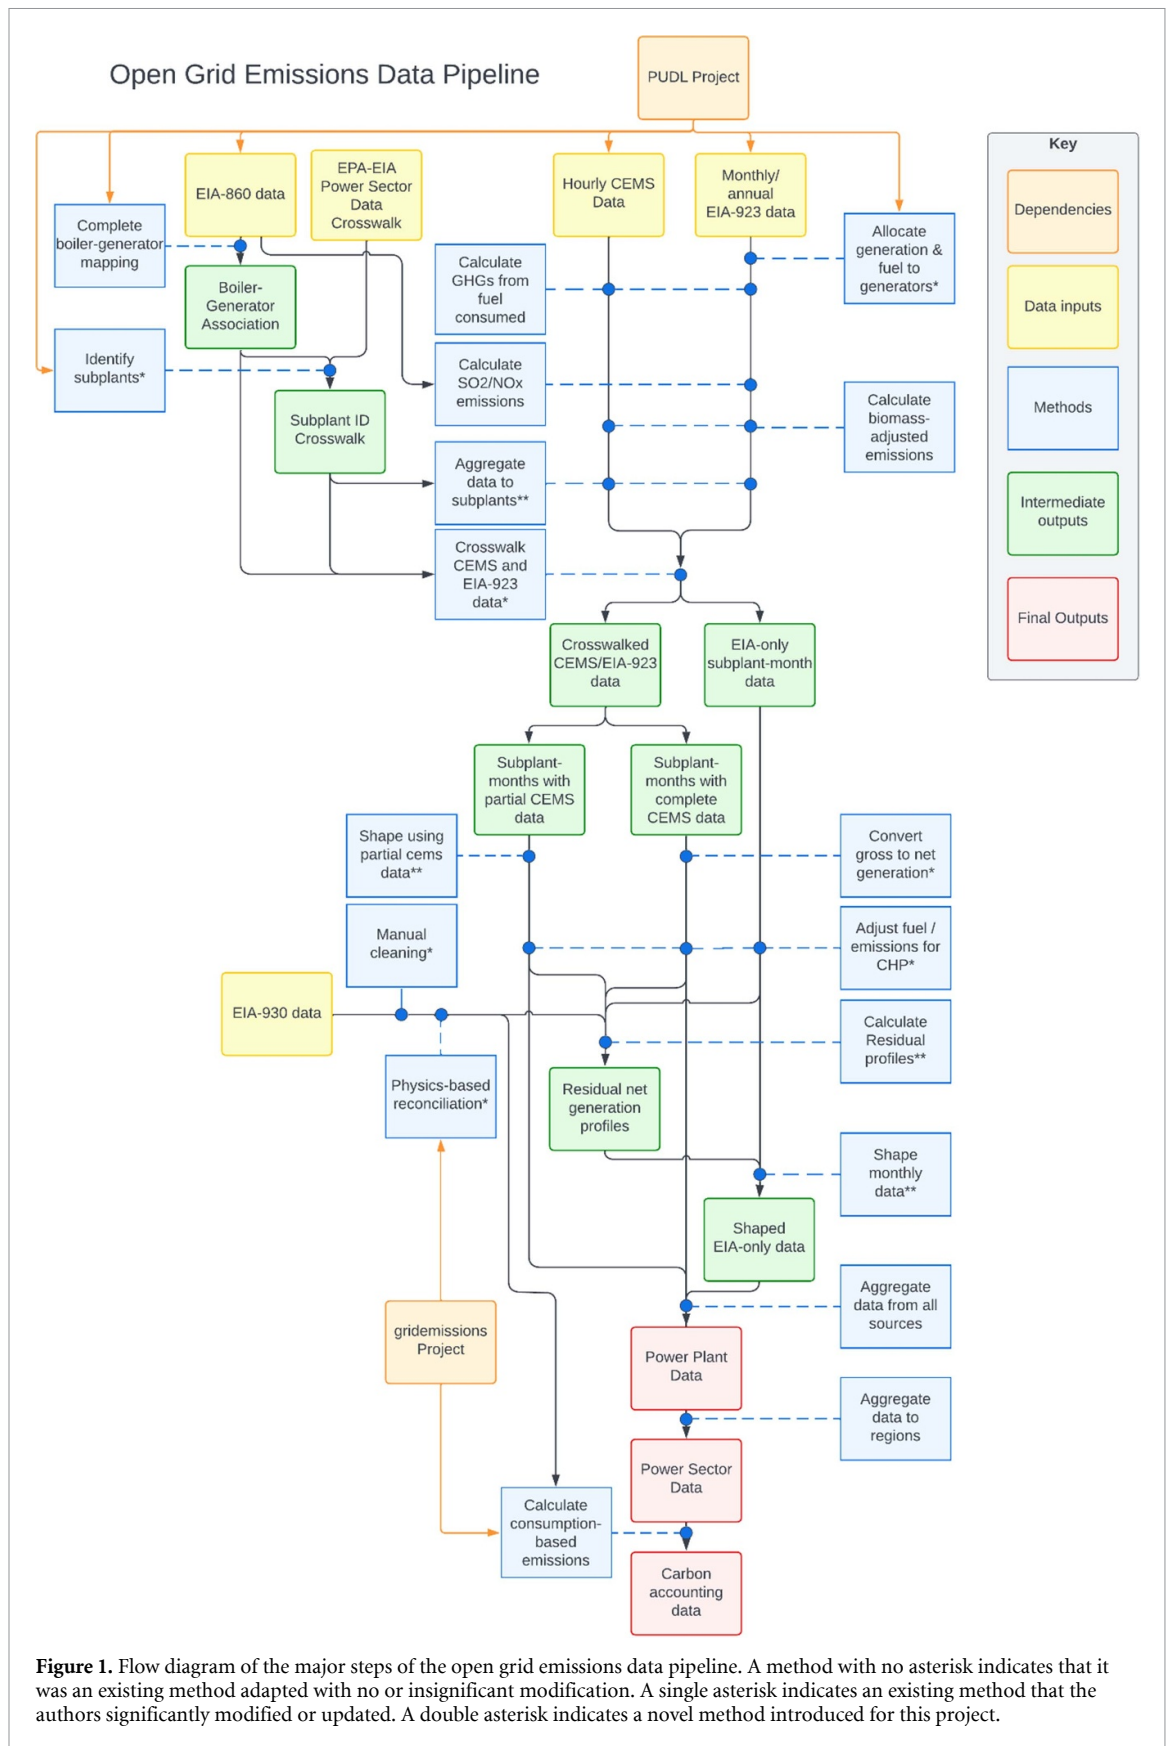 Open Grid Emissions Data Pipeline
PUDL Project
Key
Dependencies
Data inputs
Methods
Intermediate
outputs
Final Outputs
EIA-860 data
EPA-EIA
Power Sector
Data
Crosswalk
Hourly CEMS
Data
Monthly/
annual
EIA-923 data
Complete
boiler-generator
mapping
Allocate
generation &
fuel to
generators*
Boiler-
Generator
Association
Calculate
GHGs from
fuel
consumed
Identify
subplants*
Calculate
SO2/NOx
emissions
Calculate
biomass-
adjusted
emissions
Subplant ID
Crosswalk
Aggregate
data to
subplants**
Crosswalk
CEMS and
EIA-923
data*
Crosswalked
CEMS/EIA-923
data
EIA-only
subplant-month
data
Subplant-
months with
partial CEMS
data
Subplant-
months with
complete
CEMS data
Shape using
partial cems
data**
Convert
gross to net
generation*
Manual
cleaning*
Adjust fuel /
emissions for
CHP*
EIA-930 data
Calculate
Residual
profiles**
Physics-based
reconciliation*
Residual net
generation
profiles
Shape
monthly
data**
Shaped
EIA-only data
Aggregate
data from all
sources
gridemissions
Project
Power Plant
Data
Aggregate
data to
regions
Power Sector
Data
Calculate
consumption-
based
emissions
Carbon
accounting
data
Figure 1. Flow diagram of the major steps of the open grid emissions data pipeline. A method with no asterisk indicates that it
was an existing method adapted with no or insignificant modification. A single asterisk indicates an existing method that the
authors significantly modified or updated. A double asterisk indicates a novel method introduced for this project.